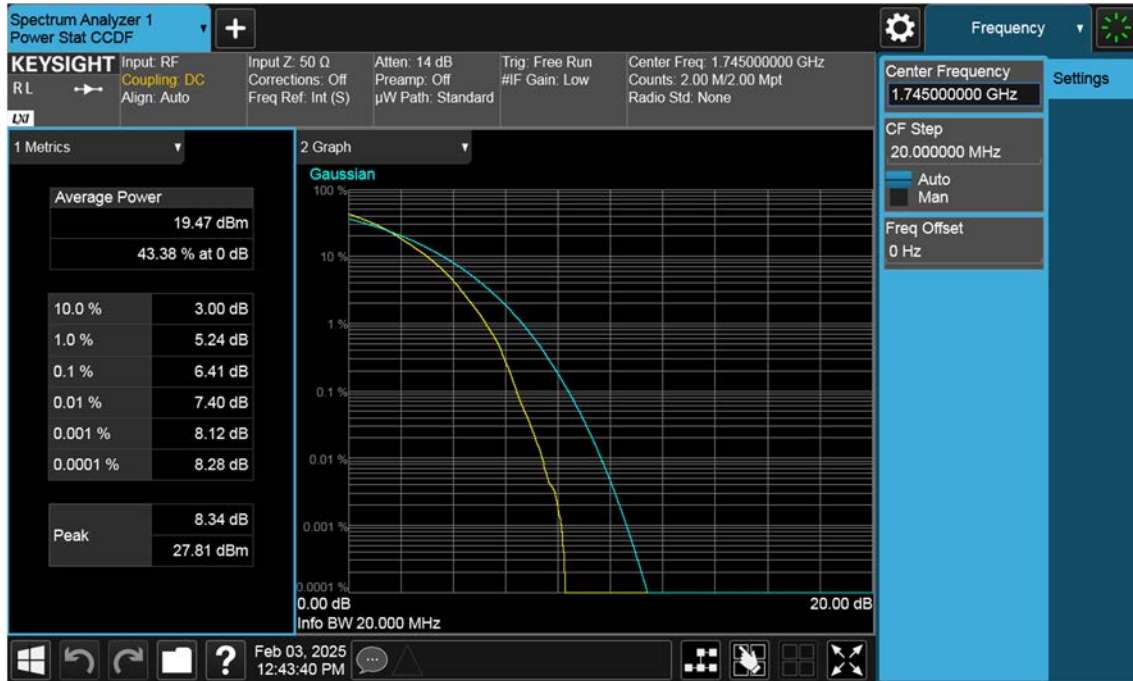 Spectrum Analyzer 1
Power Stat CCDF
Frequency
KEYSIGHT
RL
LXI
Input: RF
Coupling: DC
Align: Auto
Input Z: 50 Ω
Corrections: Off
Freq Ref: Int (S)
Atten: 14 dB
Preamp: Off
µW Path: Standard
Trig: Free Run
#IF Gain: Low
Center Freq: 1.745000000 GHz
Counts: 2.00 M/2.00 Mpt
Radio Std: None
Center Frequency
1.745000000 GHz
Settings
CF Step
20.000000 MHz
Auto
Man
Freq Offset
0 Hz
1 Metrics
Average Power
19.47 dBm
43.38 % at 0 dB
10.0 % 3.00 dB
1.0 % 5.24 dB
0.1 % 6.41 dB
0.01 % 7.40 dB
0.001 % 8.12 dB
0.0001 % 8.28 dB
Peak
8.34 dB
27.81 dBm
2 Graph
Gaussian
100 %
10 %
1 %
0.1 %
0.01 %
0.001 %
0.0001 %
0.00 dB 20.00 dB
Info BW 20.000 MHz
?
Feb 03, 2025
12:43:40 PM